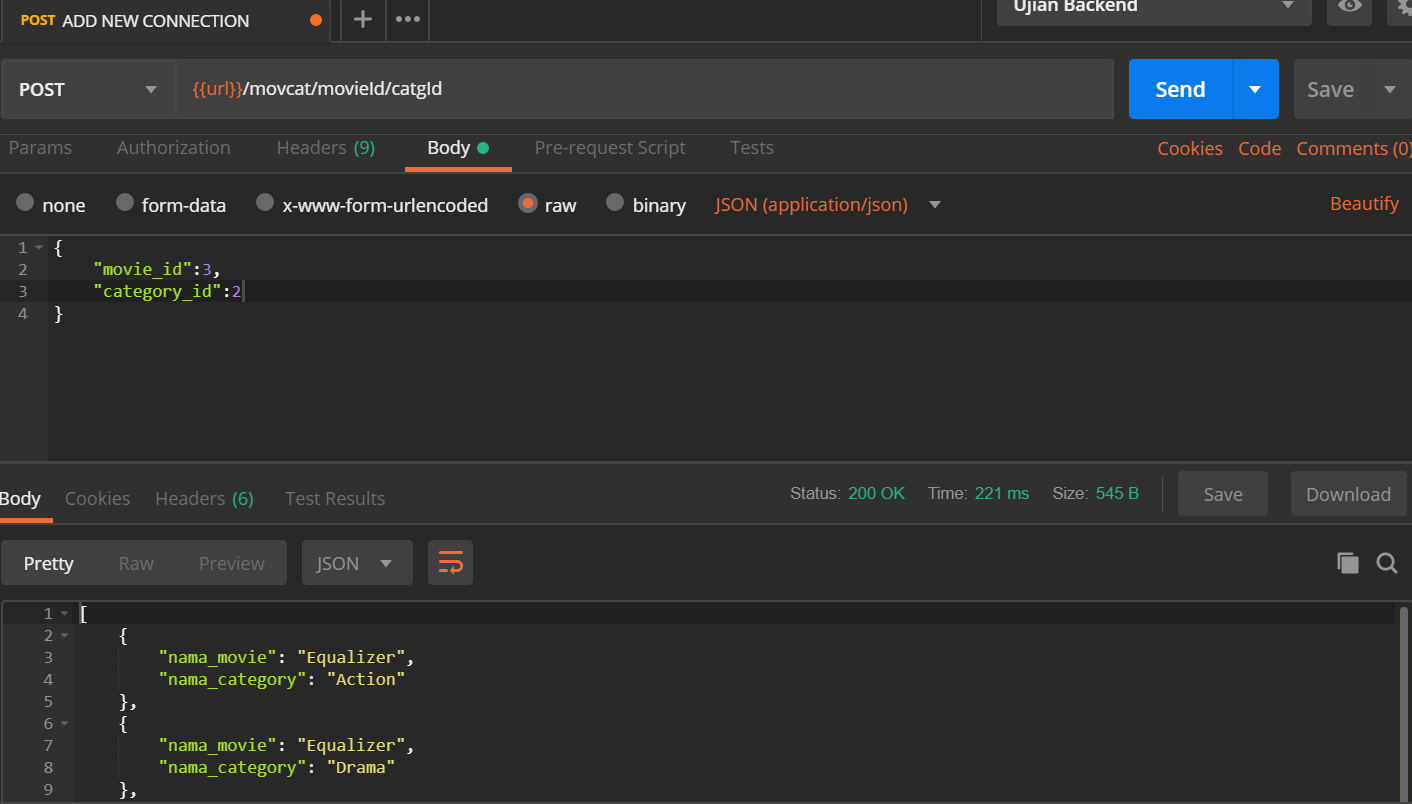 POST ADD NEW CONNECTION
Ujian Backend
POST {{url}}/movcat/movieId/catgId Send Save
Params Authorization Headers (9) Body Pre-request Script Tests Cookies Code Comments (0)
none form-data x-www-form-urlencoded raw binary JSON (application/json) Beautify
1 {
2 "movie_id":3,
3 "category_id":2
4 }
Body Cookies Headers (6) Test Results Status: 200 OK Time: 221 ms Size: 545 B Save Download
Pretty Raw Preview JSON
1 [
2 {
3 "nama_movie": "Equalizer",
4 "nama_category": "Action"
5 },
6 {
7 "nama_movie": "Equalizer",
8 "nama_category": "Drama"
9 },